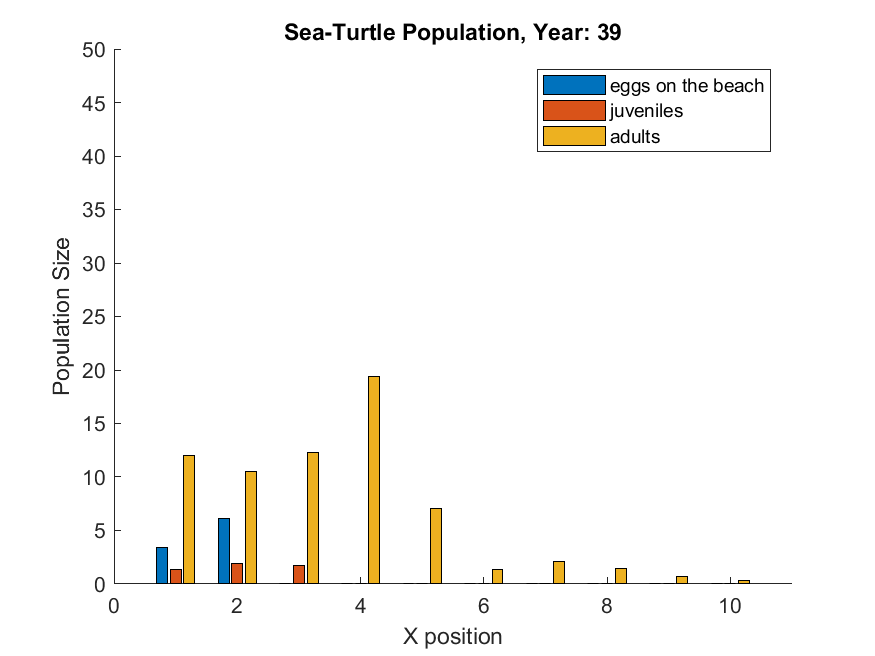 Sea-Turtle Population, Year: 39
50
45
40
35
30
25
20
15
10
5
0
Population Size
eggs on the beach
juveniles
adults
0 2 4 6 8 10
X position